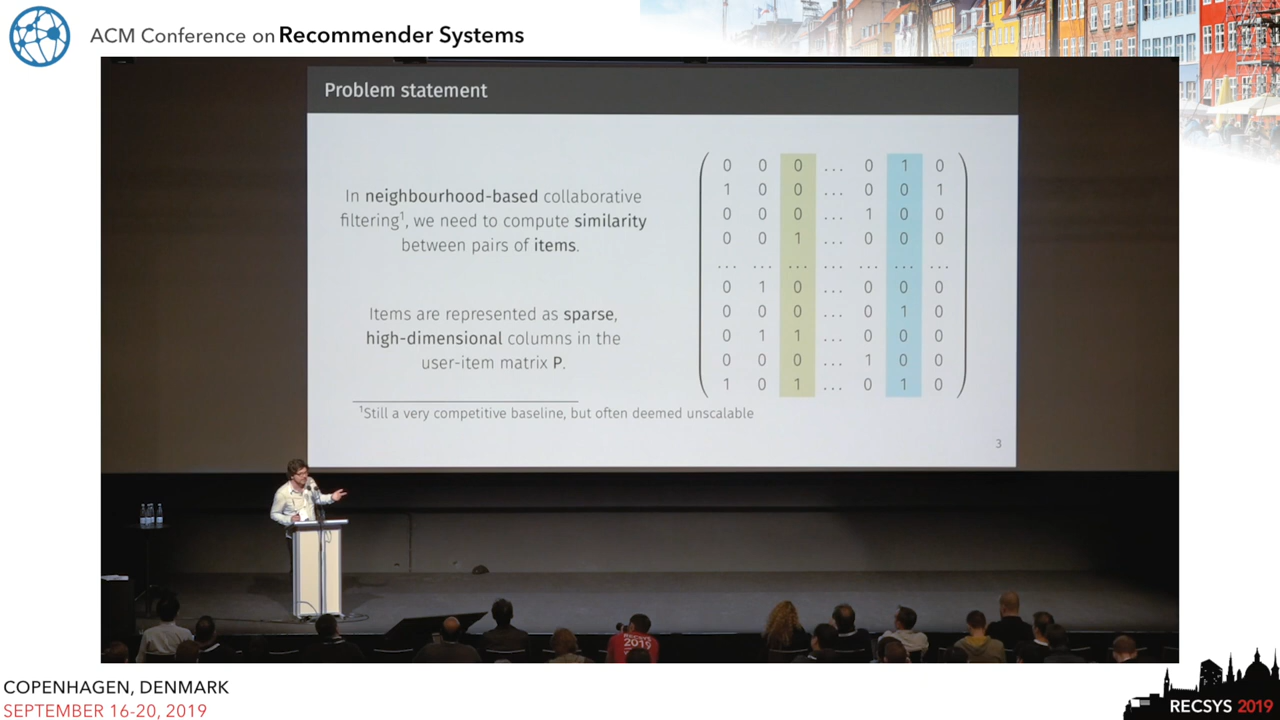 ACM Conference on Recommender Systems
Problem statement
In neighbourhood-based collaborative
filtering¹, we need to compute similarity
between pairs of items.
Items are represented as sparse,
high-dimensional columns in the
user-item matrix P.
0 0 0 ... 0 1 0
1 0 0 ... 0 0 1
0 0 0 ... 1 0 0
0 0 1 ... 0 0 0
... ... ... ... ... ... ...
0 1 0 ... 0 0 0
0 0 0 ... 0 1 0
0 1 1 ... 0 0 0
0 0 0 ... 1 0 0
1 0 1 ... 0 1 0
¹Still a very competitive baseline, but often deemed unscalable
3
RECSYS
2019
COPENHAGEN, DENMARK
SEPTEMBER 16-20, 2019
RECSYS 2019